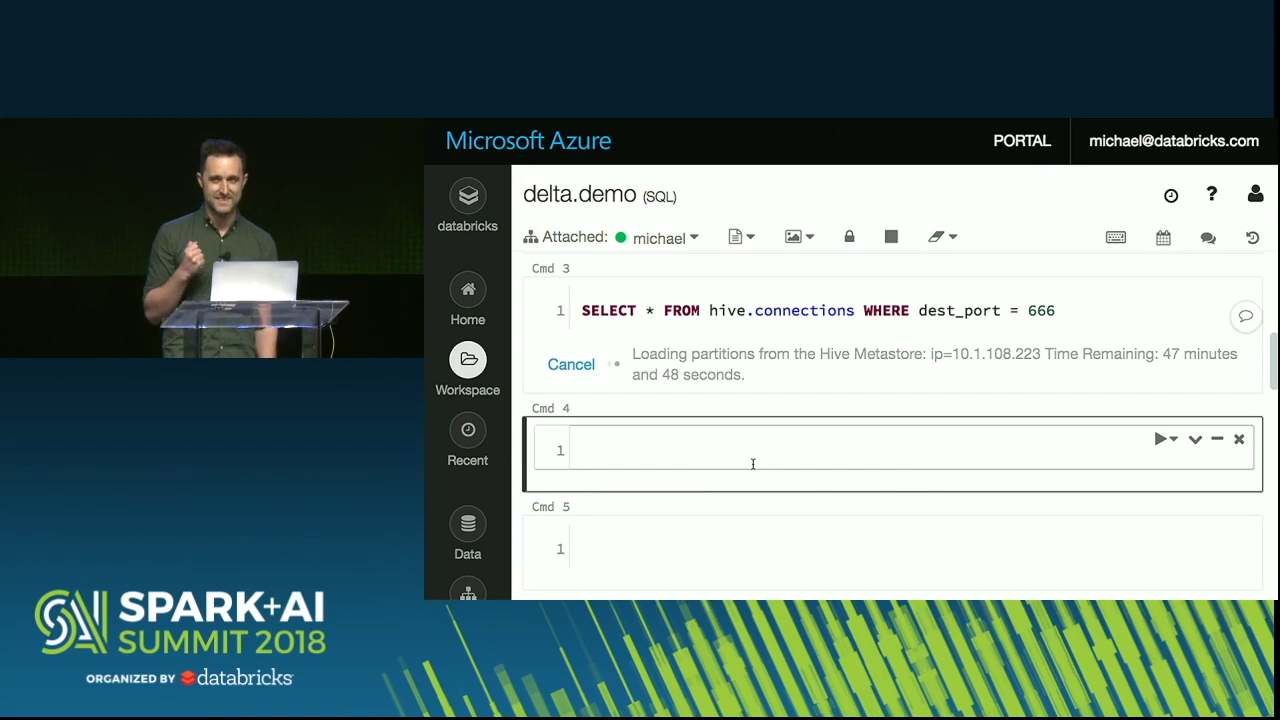 Microsoft Azure
PORTAL
michael@databricks.com
databricks
Home
Workspace
Recent
Data
delta.demo (SQL)
?
Attached: michael
Cmd 3
1 SELECT * FROM hive.connections WHERE dest_port = 666
Cancel
Loading partitions from the Hive Metastore: ip=10.1.108.223 Time Remaining: 47 minutes
and 48 seconds.
Cmd 4
1
Cmd 5
1
SAI
SPARK+AI
SUMMIT 2018
ORGANIZED BY databricks